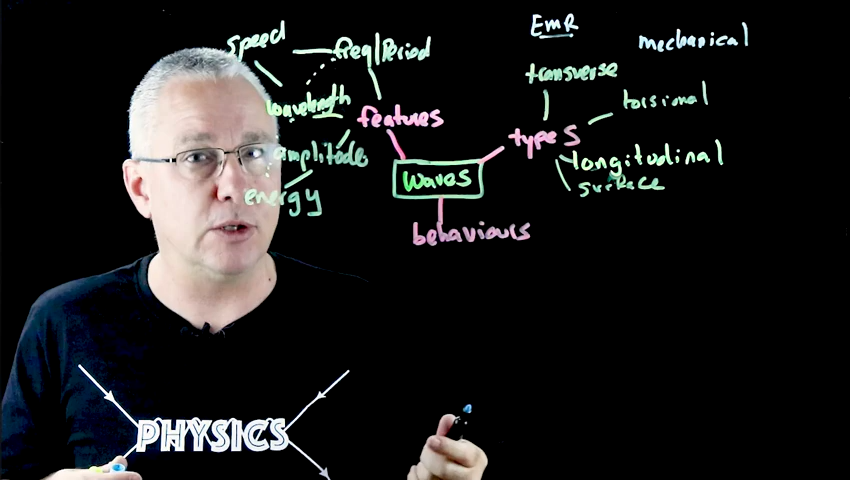 speed
freq/Period
wavelength
features
amplitude
energy
waves
behaviours
EmR
mechanical
transverse
torsional
types
longitudinal
surface
PHYSICS